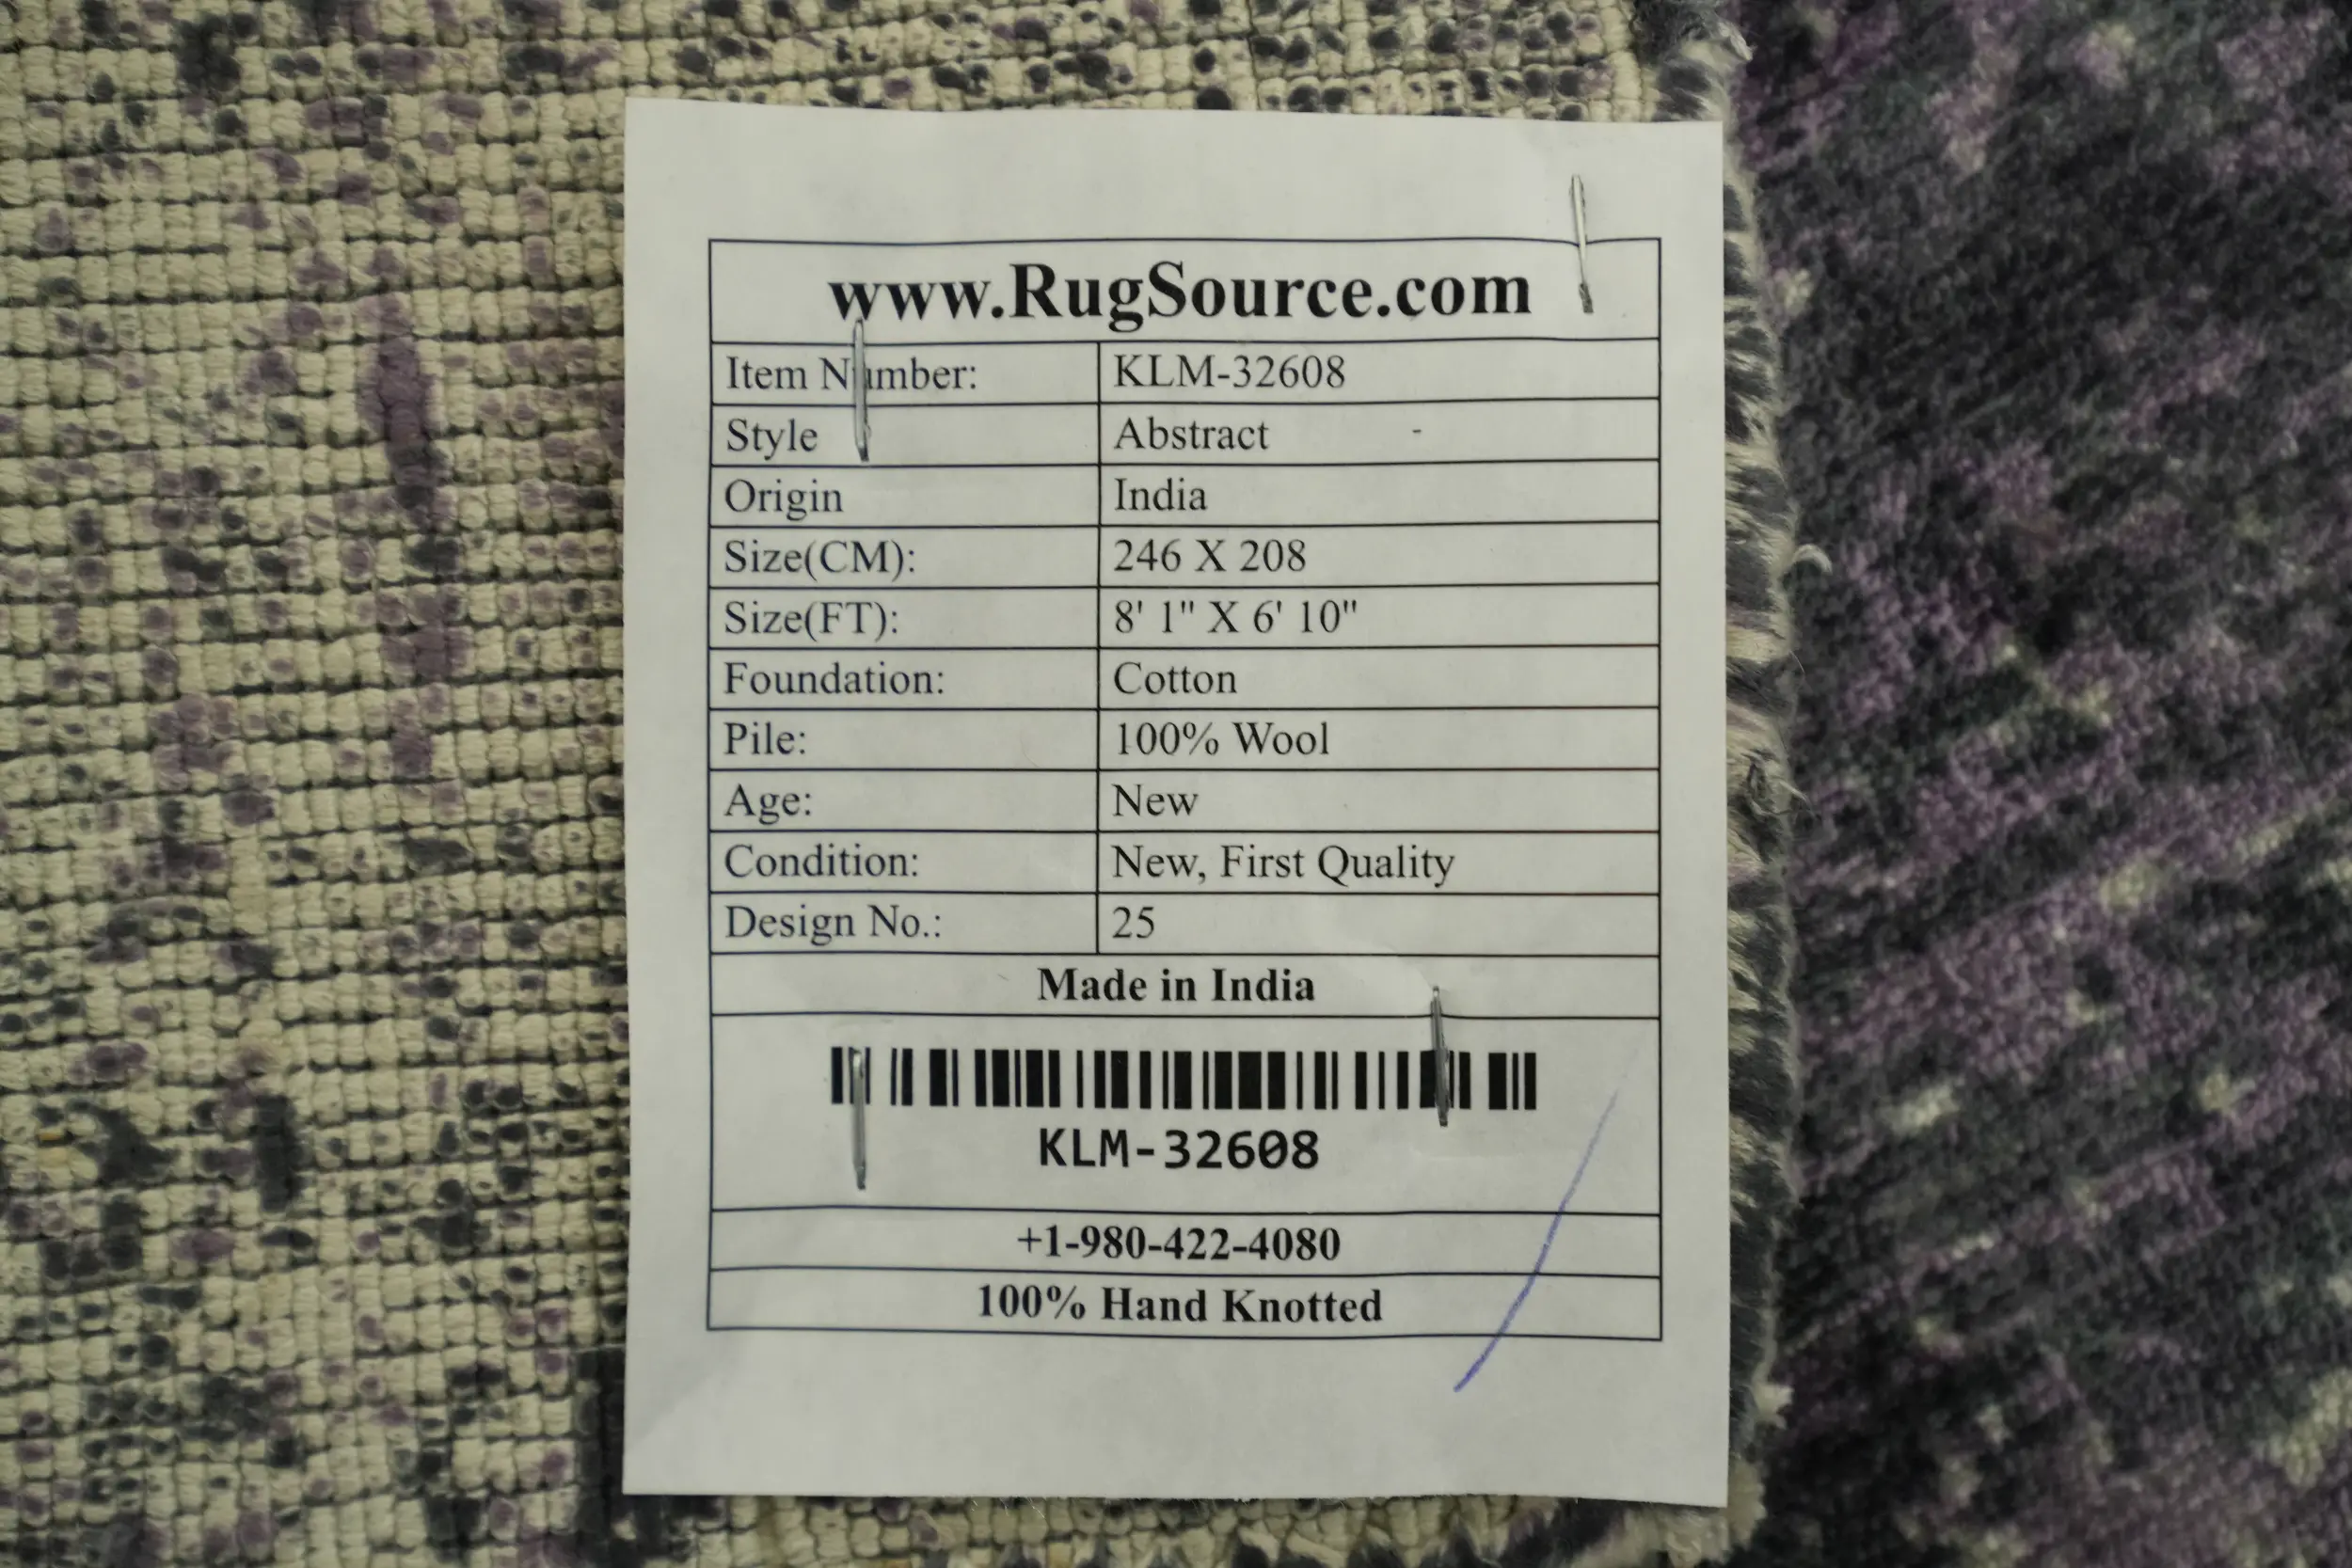 www.RugSource.com
Item Number: KLM-32608
Style Abstract -
Origin India
Size(CM): 246 X 208
Size(FT): 8' 1" X 6' 10"
Foundation: Cotton
Pile: 100% Wool
Age: New
Condition: New, First Quality
Design No.: 25
Made in India
KLM-32608
+1-980-422-4080
100% Hand Knotted